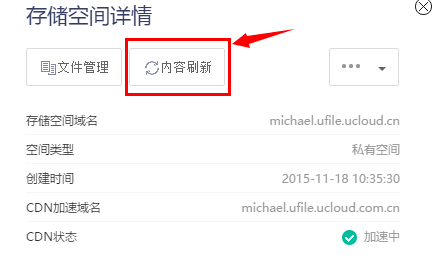 存储空间详情
文件管理 内容刷新
存储空间域名 michael.ufile.ucloud.cn
空间类型 私有空间
创建时间 2015-11-18 10:35:30
CDN加速域名 michael.ufile.ucloud.com.cn
CDN状态 加速中